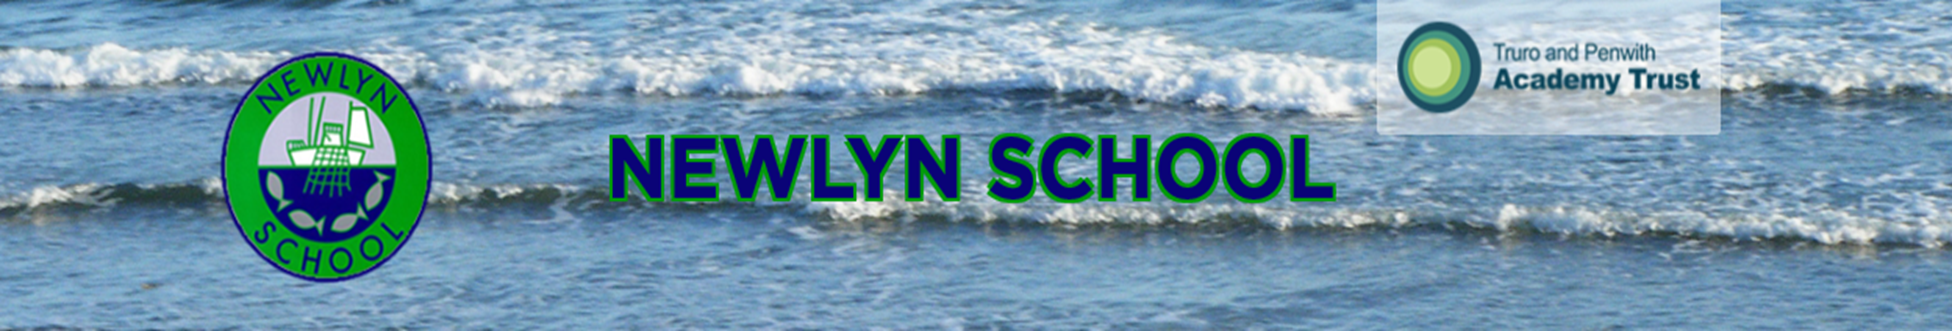 NEWLYN
SCHOOL
NEWLYN SCHOOL
Truro and Penwith
Academy Trust